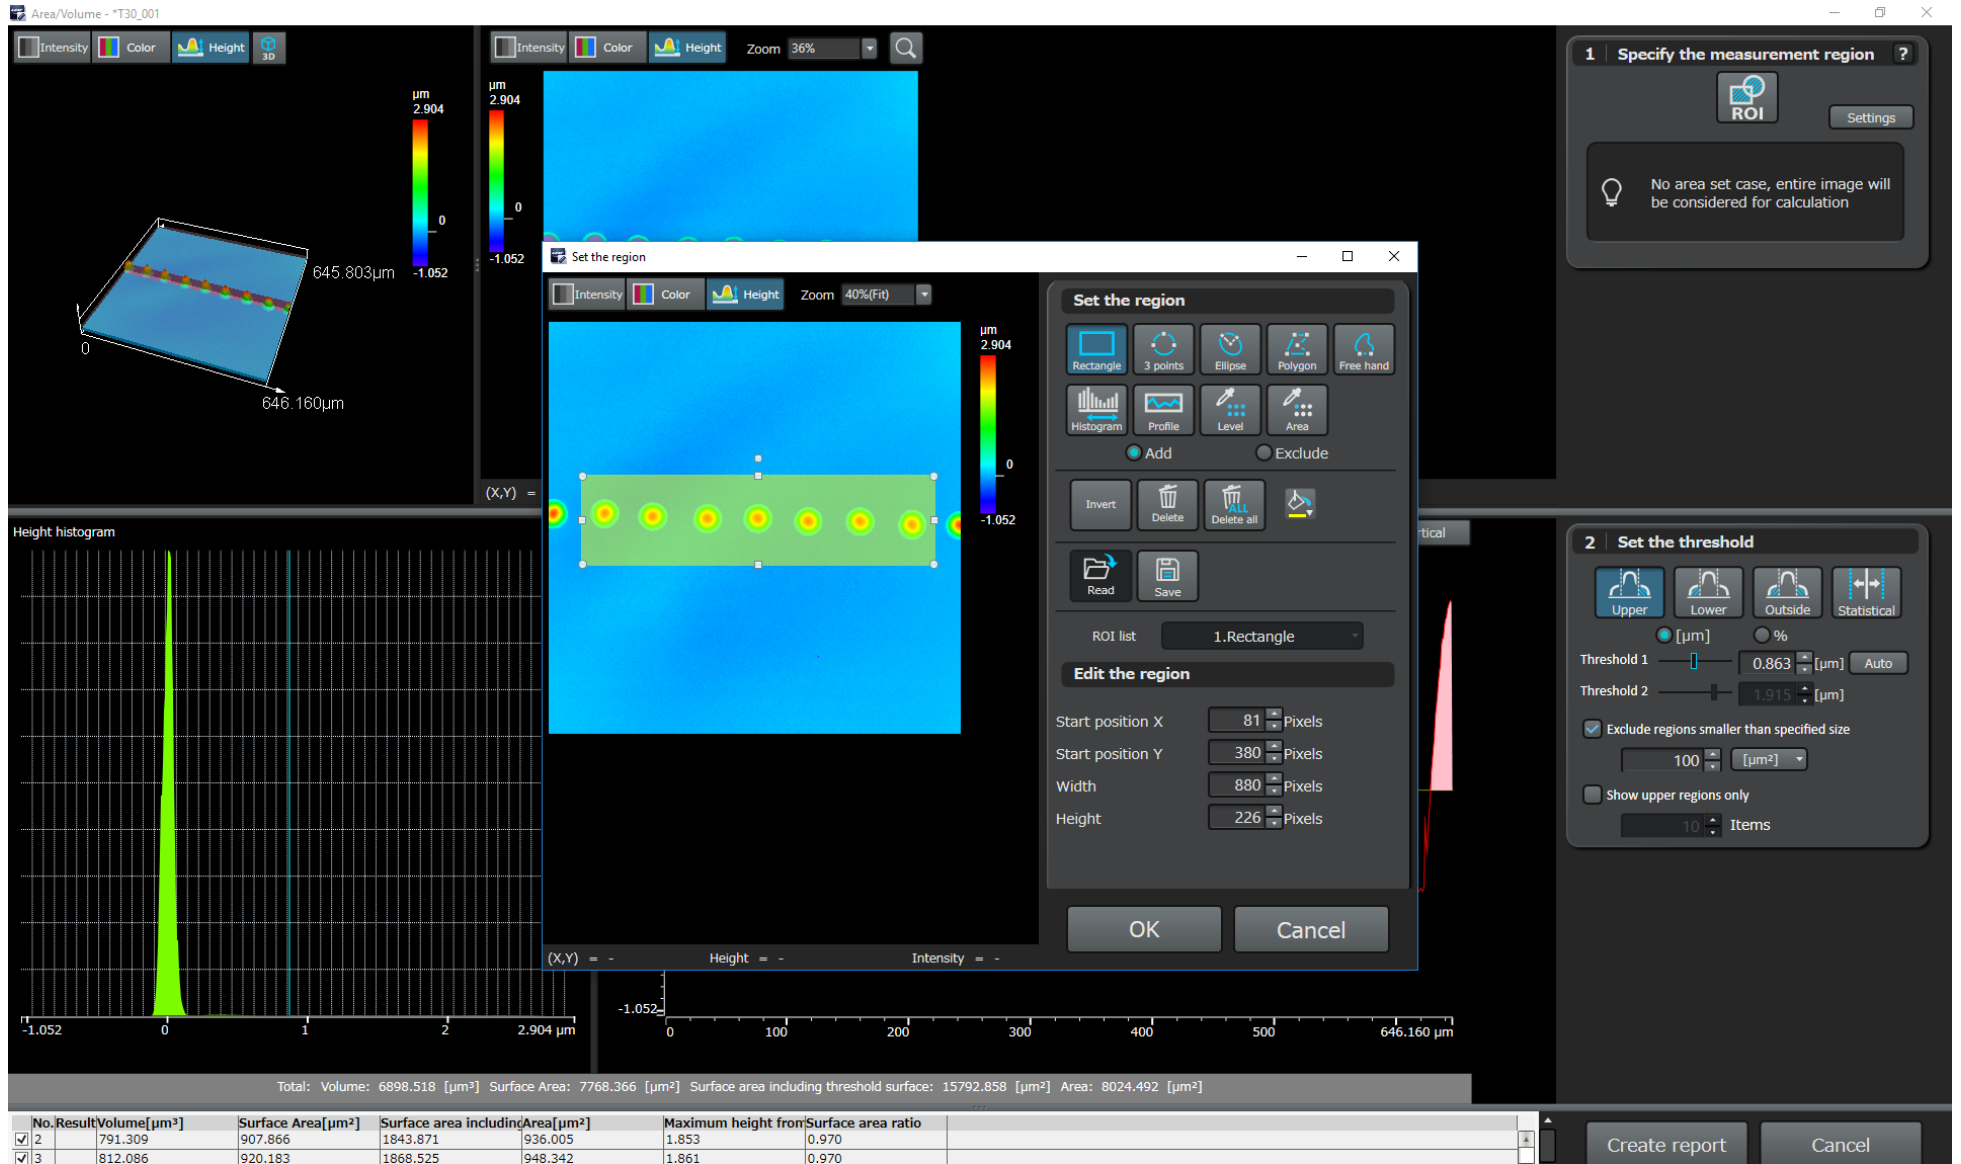 Area/Volume - *T30_001
Intensity Color Height 3D
Intensity Color Height Zoom 36%
µm
2.904
0
-1.052
645.803µm
646.160µm
0
µm
2.904
0
-1.052
(X,Y) =
1 Specify the measurement region ?
ROI
Settings
No area set case, entire image will
be considered for calculation
Set the region
Intensity Color Height Zoom 40%(Fit)
µm
2.904
0
-1.052
Set the region
Rectangle 3 points Ellipse Polygon Free hand
Histogram Profile Level Area
Add Exclude
Invert Delete ALL Delete all
Read Save
ROI list 1.Rectangle
Edit the region
Start position X 81 Pixels
Start position Y 380 Pixels
Width 880 Pixels
Height 226 Pixels
OK Cancel
(X,Y) = - Height = - Intensity = -
Height histogram
-1.052 0 1 2 2.904 µm
rtical
-1.052
0 100 200 300 400 500 646.160 µm
2 Set the threshold
Upper Lower Outside Statistical
[µm] %
Threshold 1 0.863 [µm] Auto
Threshold 2 1.915 [µm]
Exclude regions smaller than specified size
100 [µm²]
Show upper regions only
10 Items
Total: Volume: 6898.518 [µm³] Surface Area: 7768.366 [µm²] Surface area including threshold surface: 15792.858 [µm²] Area: 8024.492 [µm²]
No. Result Volume[µm³] Surface Area[µm²] Surface area including Area[µm²] Maximum height from Surface area ratio
2 791.309 907.866 1843.871 936.005 1.853 0.970
3 812.086 920.183 1868.525 948.342 1.861 0.970
Create report Cancel